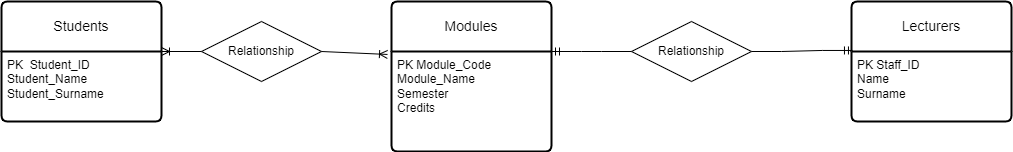 Students
PK  Student_ID
Student_Name
Student_Surname
Relationship
Modules
PK Module_Code
Module_Name
Semester
Credits
Relationship
Lecturers
PK Staff_ID
Name
Surname